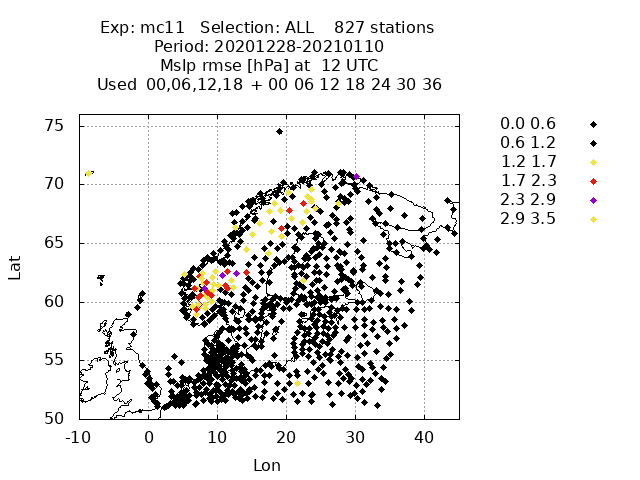 Exp: mc11 Selection: ALL 827 stations
Period: 20201228-20210110
Mslp rmse [hPa] at 12 UTC
Used 00,06,12,18 + 00 06 12 18 24 30 36
0.0 0.6
0.6 1.2
1.2 1.7
1.7 2.3
2.3 2.9
2.9 3.5
75
70
65
60
55
50
Lat
-10 0 10 20 30 40
Lon